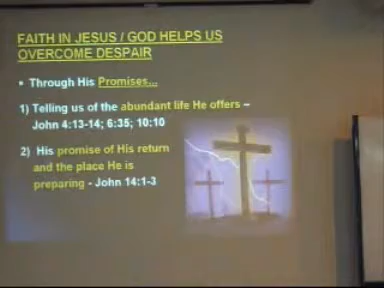 FAITH IN JESUS / GOD HELPS US
OVERCOME DESPAIR
• Through His Promises...
1) Telling us of the abundant life He offers ~
John 4:13-14; 6:35; 10:10
2) His promise of His return
and the place He is
preparing - John 14:1-3